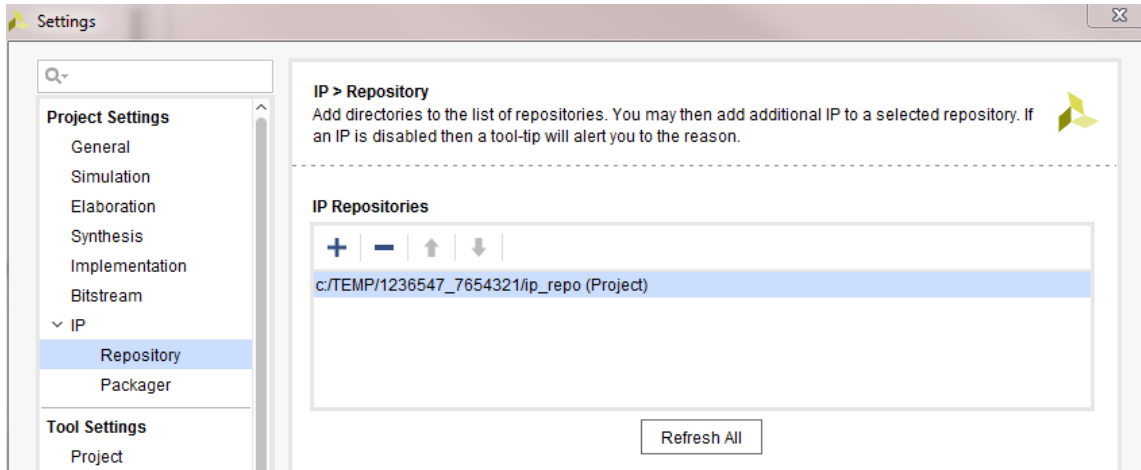 Settings
Project Settings
General
Simulation
Elaboration
Synthesis
Implementation
Bitstream
IP
Repository
Packager
Tool Settings
Project
IP > Repository
Add directories to the list of repositories. You may then add additional IP to a selected repository. If
an IP is disabled then a tool-tip will alert you to the reason.
IP Repositories
c:/TEMP/1236547_7654321/ip_repo (Project)
Refresh All